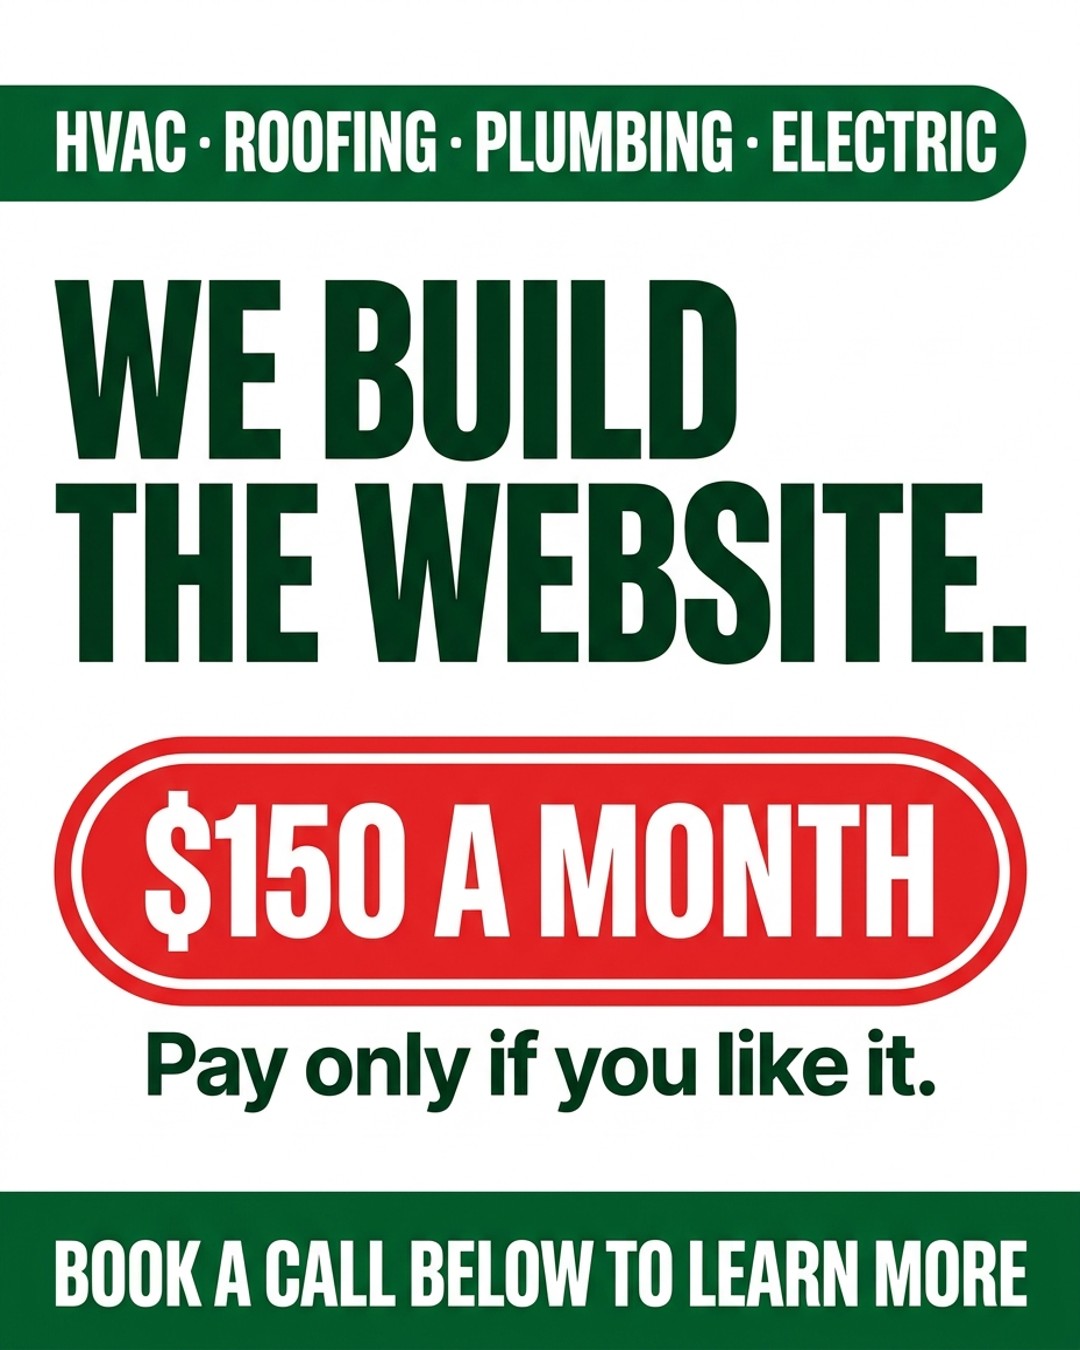 HVAC · ROOFING · PLUMBING · ELECTRIC
WE BUILD
THE WEBSITE.
$150 A MONTH
Pay only if you like it.
BOOK A CALL BELOW TO LEARN MORE